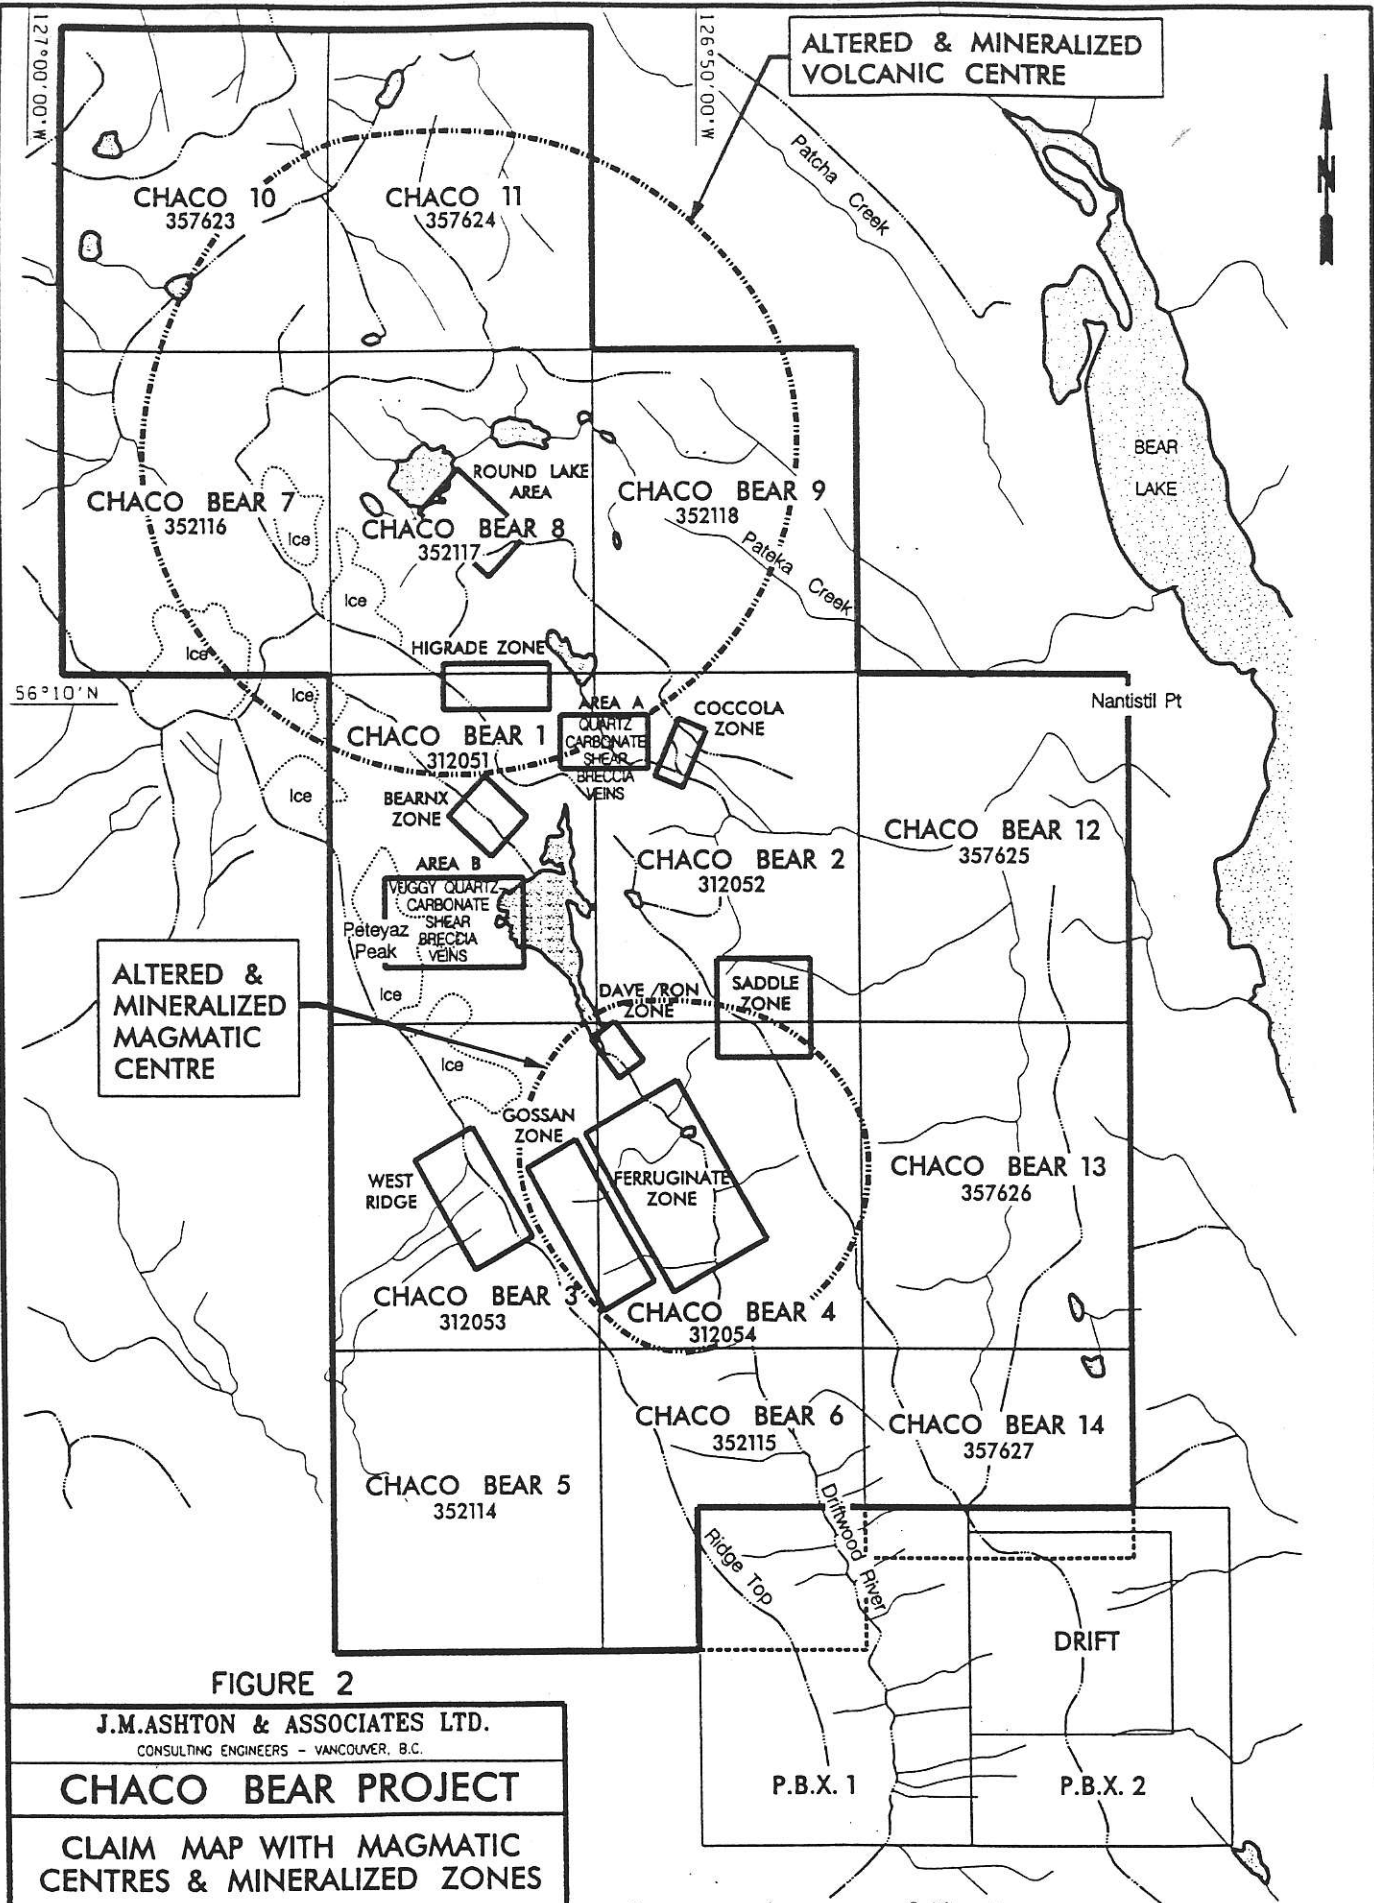 127°00'00"W
126°50'00"W
ALTERED & MINERALIZED
VOLCANIC CENTRE
N
Patcha Creek
CHACO 10
357623
CHACO 11
357624
BEAR
LAKE
ROUND LAKE
AREA
CHACO BEAR 7
352116
CHACO BEAR 8
352117
CHACO BEAR 9
352118
Ice
Pateka Creek
Ice
Ice
HIGRADE ZONE
56°10'N
Ice
Nantistil Pt
AREA A
QUARTZ
CARBONATE
SHEAR
BRECCIA
VEINS
COCCOLA
ZONE
CHACO BEAR 1
312051
Ice
BEARNX
ZONE
CHACO BEAR 12
357625
CHACO BEAR 2
312052
AREA B
VUGGY QUARTZ
CARBONATE
SHEAR
BRECCIA
VEINS
Peteyaz
Peak
ALTERED &
MINERALIZED
MAGMATIC
CENTRE
Ice
DAVE/RON
ZONE
SADDLE
ZONE
Ice
GOSSAN
ZONE
WEST
RIDGE
FERRUGINATE
ZONE
CHACO BEAR 13
357626
CHACO BEAR 3
312053
CHACO BEAR 4
312054
CHACO BEAR 6
352115
CHACO BEAR 14
357627
CHACO BEAR 5
352114
Driftwood River
Ridge Top
DRIFT
P.B.X. 1
P.B.X. 2
FIGURE 2
J.M.ASHTON & ASSOCIATES LTD.
CONSULTING ENGINEERS - VANCOUVER, B.C.
CHACO BEAR PROJECT
CLAIM MAP WITH MAGMATIC
CENTRES & MINERALIZED ZONES